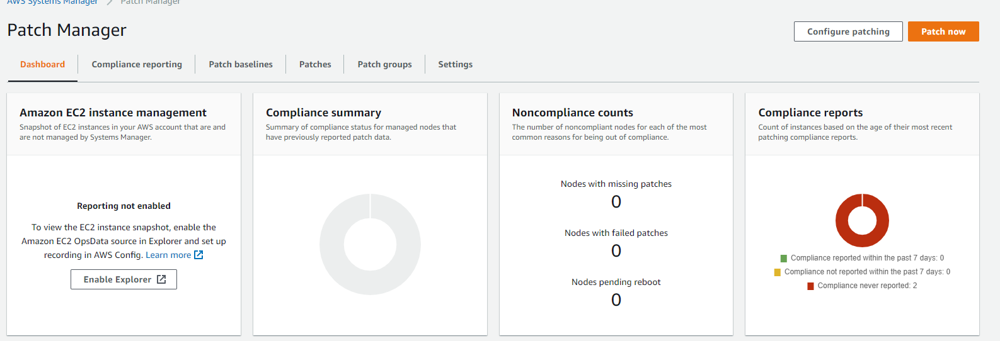 AWS Systems Manager > Patch Manager
Patch Manager
Configure patching
Patch now
Dashboard
Compliance reporting
Patch baselines
Patches
Patch groups
Settings
Amazon EC2 instance management
Snapshot of EC2 instances in your AWS account that are and
are not managed by Systems Manager.
Reporting not enabled
To view the EC2 instance snapshot, enable the
Amazon EC2 OpsData source in Explorer and set up
recording in AWS Config. Learn more
Enable Explorer
Compliance summary
Summary of compliance status for managed nodes that
have previously reported patch data.
Noncompliance counts
The number of noncompliant nodes for each of the most
common reasons for being out of compliance.
Nodes with missing patches
0
Nodes with failed patches
0
Nodes pending reboot
0
Compliance reports
Count of instances based on the age of their most recent
patching compliance reports.
Compliance reported within the past 7 days: 0
Compliance not reported within the past 7 days: 0
Compliance never reported: 2